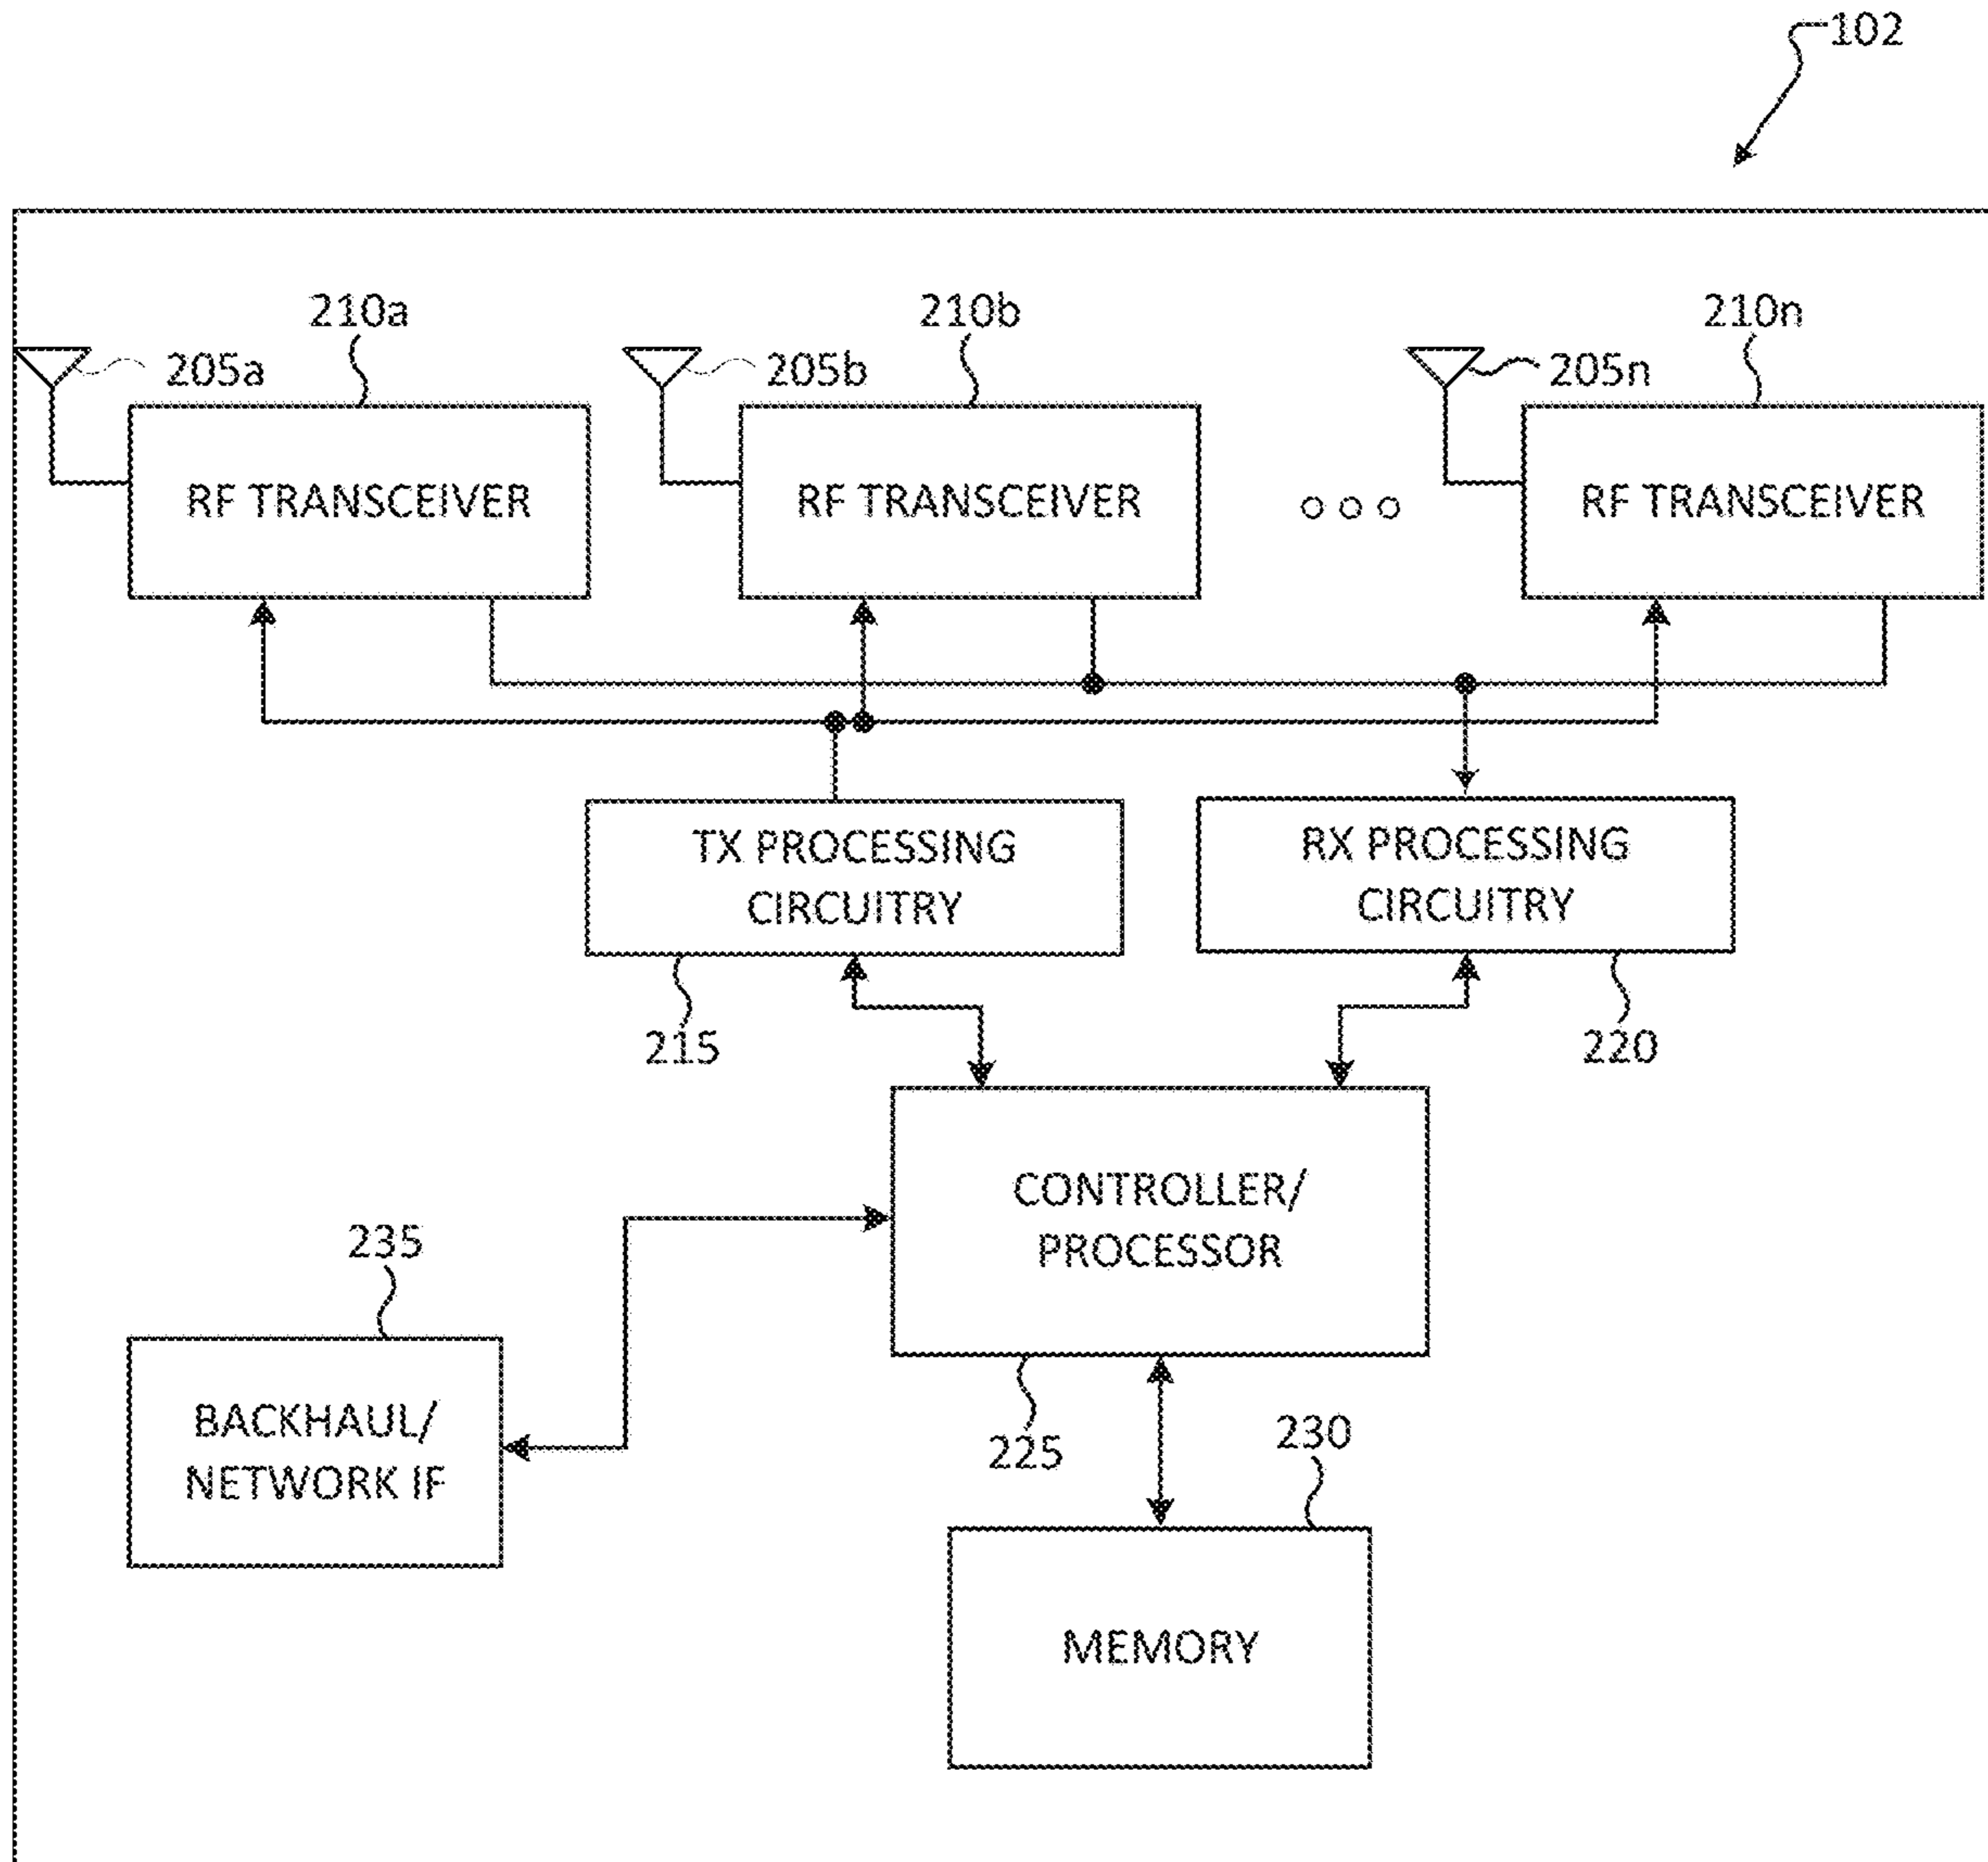 102
210a
210b
210n
205a
205b
205n
RF TRANSCEIVER
RF TRANSCEIVER
RF TRANSCEIVER
TX PROCESSING
CIRCUITRY
RX PROCESSING
CIRCUITRY
215
220
CONTROLLER/
PROCESSOR
235
BACKHAUL/
NETWORK IF
225
230
MEMORY